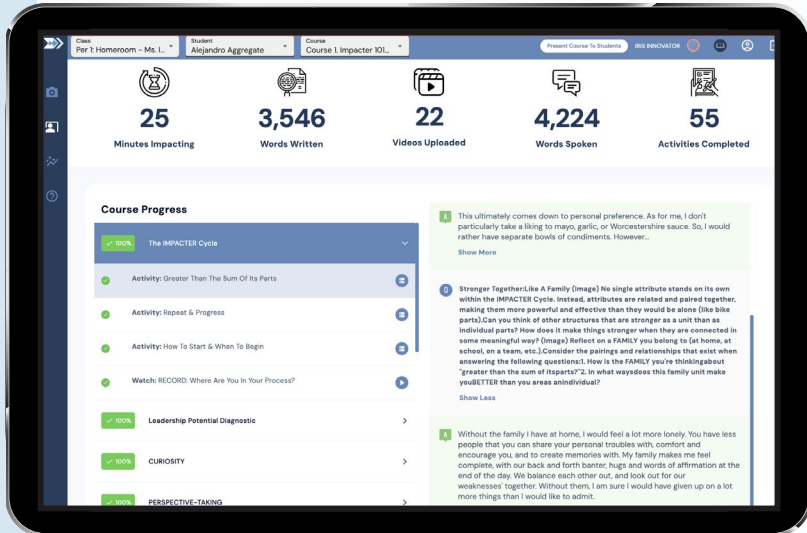 Class
Per 1: Homeroom - Ms. I...
Student
Alejandro Aggregate
Course
Course 1. Impacter 101...
Present Course To Students
IRIS INNOVATOR
25
Minutes Impacting
3,546
Words Written
22
Videos Uploaded
4,224
Words Spoken
55
Activities Completed
Course Progress
100%
The IMPACTER Cycle
Activity: Greater Than The Sum Of Its Parts
Activity: Repeat & Progress
Activity: How To Start & When To Begin
Watch: RECORD: Where Are You In Your Process?
100%
Leadership Potential Diagnostic
100%
CURIOSITY
100%
PERSPECTIVE-TAKING
A
This ultimately comes down to personal preference. As for me, I don't
particularly take a liking to mayo, garlic, or Worcestershire sauce. So, I would
rather have separate bowls of condiments. However...
Show More
Q
Stronger Together:Like A Family (Image) No single attribute stands on its own
within the IMPACTER Cycle. Instead, attributes are related and paired together,
making them more powerful and effective than they would be alone (like bike
parts).Can you think of other structures that are stronger as a unit than as
individual parts? How does it make things stronger when they are connected in
some meaningful way? (Image) Reflect on a FAMILY you belong to (at home, at
school, on a team, etc.).Consider the pairings and relationships that exist when
answering the following questions:1. How is the FAMILY you're thinkingabout
"greater than the sum of itsparts?"2. In what waysdoes this family unit make
youBETTER than you areas anindividual?
Show Less
A
Without the family I have at home, I would feel a lot more lonely. You have less
people that you can share your personal troubles with, comfort and
encourage you, and to create memories with. My family makes me feel
complete, with our back and forth banter, hugs and words of affirmation at the
end of the day. We balance each other out, and look out for our
weaknesses' together. Without them, I am sure I would have given up on a lot
more things than I would like to admit.